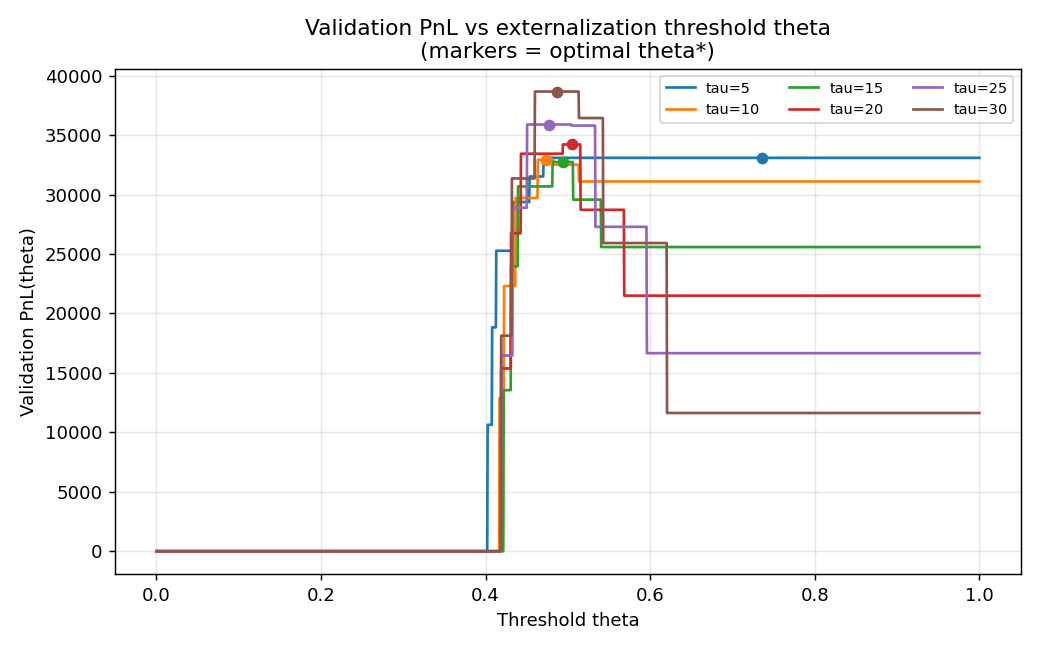 Validation PnL vs externalization threshold theta
(markers = optimal theta*)
40000
35000
30000
25000
20000
15000
10000
5000
0
Validation PnL(theta)
tau=5
tau=10
tau=15
tau=20
tau=25
tau=30
0.0
0.2
0.4
0.6
0.8
1.0
Threshold theta